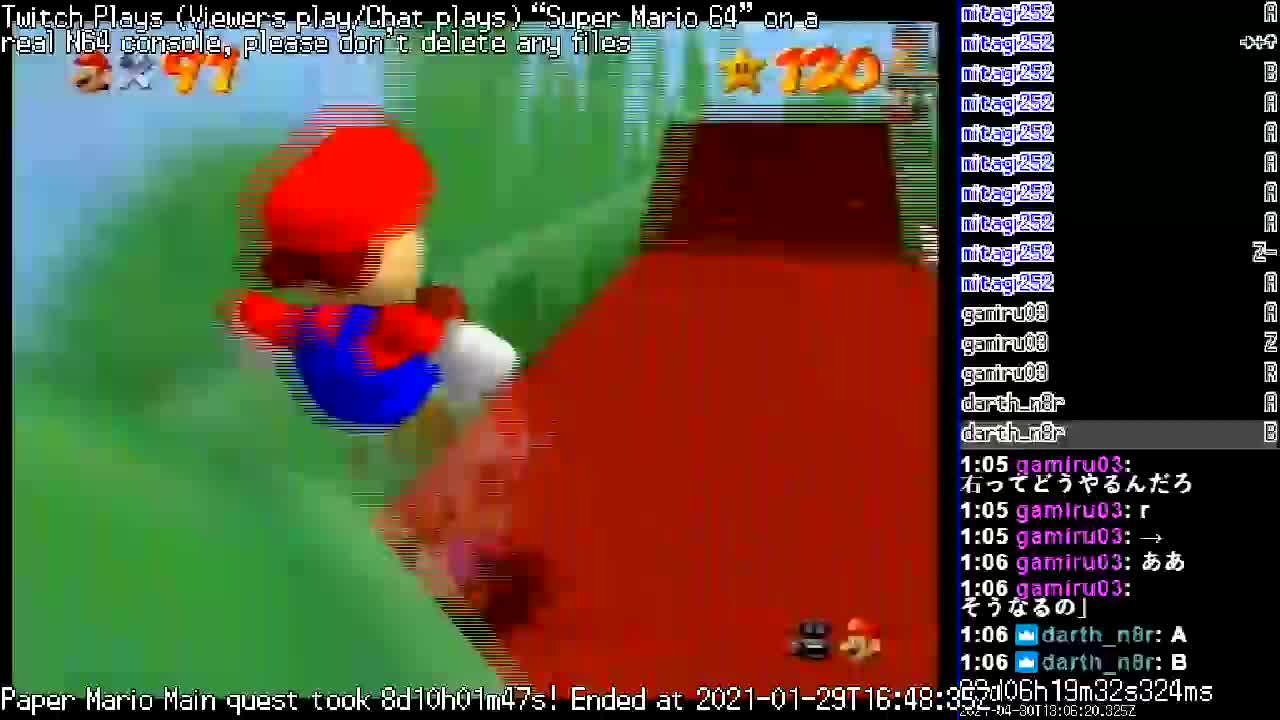 Twitch Plays (Viewers play/Chat plays) “Super Mario 64” on a
real N64 console, please don't delete any files
120
mitagi252 A
mitagi252
mitagi252 B
mitagi252 A
mitagi252 A
mitagi252 A
mitagi252 A
mitagi252 A
mitagi252 Z-
mitagi252 A
gamiru03 A
gamiru03 Z
gamiru03 R
darth_n8r A
darth_n8r B
1:05 gamiru03:
右ってどうやるんだろ
1:05 gamiru03: r
1:05 gamiru03: →
1:06 gamiru03: ああ
1:06 gamiru03:
そうなるの」
1:06 darth_n8r: A
1:06 darth_n8r: B
Paper Mario Main quest took 8d10h01m47s! Ended at 2021-01-29T16:48:
06h19m32s324ms